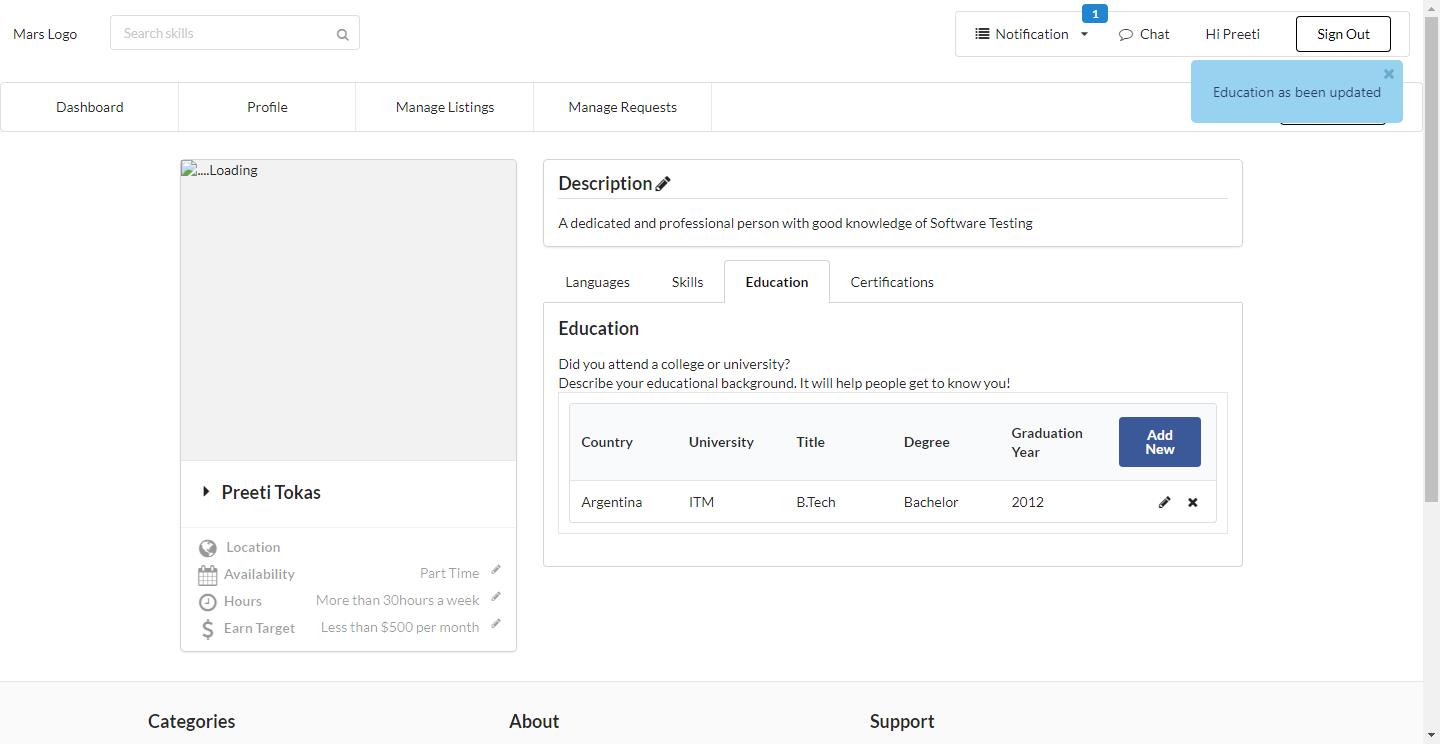 Mars Logo
Search skills
1
Notification
Chat
Hi Preeti
Sign Out
Education as been updated
Dashboard
Profile
Manage Listings
Manage Requests
....Loading
Preeti Tokas
Location
Availability
Part Time
Hours
More than 30hours a week
Earn Target
Less than $500 per month
Description
A dedicated and professional person with good knowledge of Software Testing
Languages
Skills
Education
Certifications
Education
Did you attend a college or university?
Describe your educational background. It will help people get to know you!
Country
University
Title
Degree
Graduation
Year
Add
New
Argentina
ITM
B.Tech
Bachelor
2012
Categories
About
Support